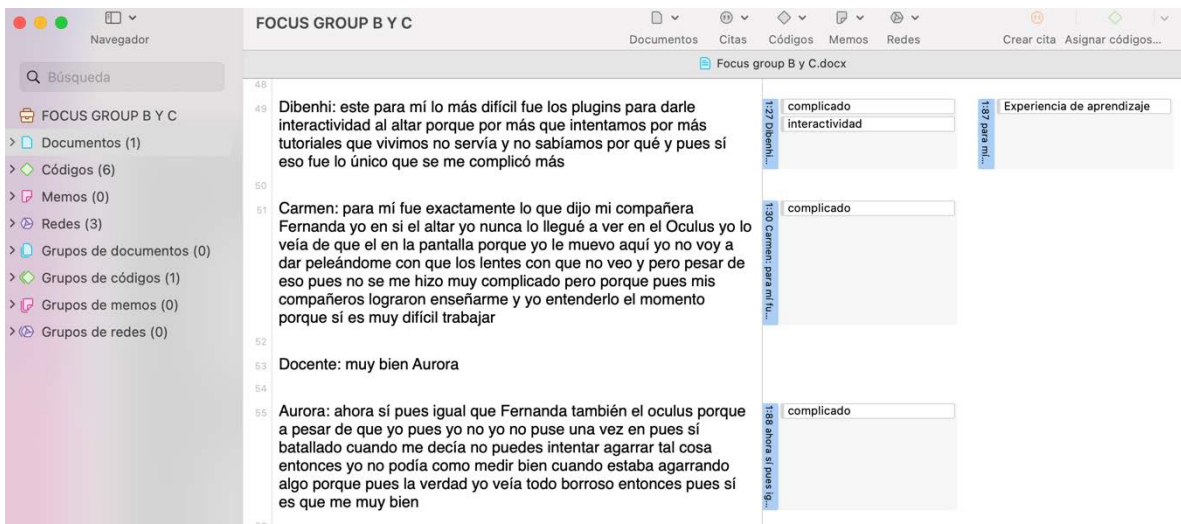 Navegador
FOCUS GROUP B Y C
Documentos
Citas
Códigos
Memos
Redes
Crear cita
Asignar códigos...
Búsqueda
FOCUS GROUP B Y C
Documentos (1)
Códigos (6)
Memos (0)
Redes (3)
Grupos de documentos (0)
Grupos de códigos (1)
Grupos de memos (0)
Grupos de redes (0)
Focus group B y C.docx
48
49
Dibenhi: este para mí lo más difícil fue los plugins para darle
interactividad al altar porque por más que intentamos por más
tutoriales que vivimos no servía y no sabíamos por qué y pues sí
eso fue lo único que se me complicó más
1:27 Dibenhi...
complicado
interactividad
1:87 para mí...
Experiencia de aprendizaje
50
51
Carmen: para mí fue exactamente lo que dijo mi compañera
Fernanda yo en si el altar yo nunca lo llegué a ver en el Oculus yo lo
veía de que el en la pantalla porque yo le muevo aquí yo no voy a
dar peleándome con que los lentes con que no veo y pero pesar de
eso pues no se me hizo muy complicado pero porque pues mis
compañeros lograron enseñarme y yo entenderlo el momento
porque sí es muy difícil trabajar
1:30 Carmen: para mí fu...
complicado
52
53
Docente: muy bien Aurora
54
55
Aurora: ahora sí pues igual que Fernanda también el oculus porque
a pesar de que yo pues yo no yo no puse una vez en pues sí
batallado cuando me decía no puedes intentar agarrar tal cosa
entonces yo no podía como medir bien cuando estaba agarrando
algo porque pues la verdad yo veía todo borroso entonces pues sí
es que me muy bien
1:88 ahora sí pues ig...
complicado